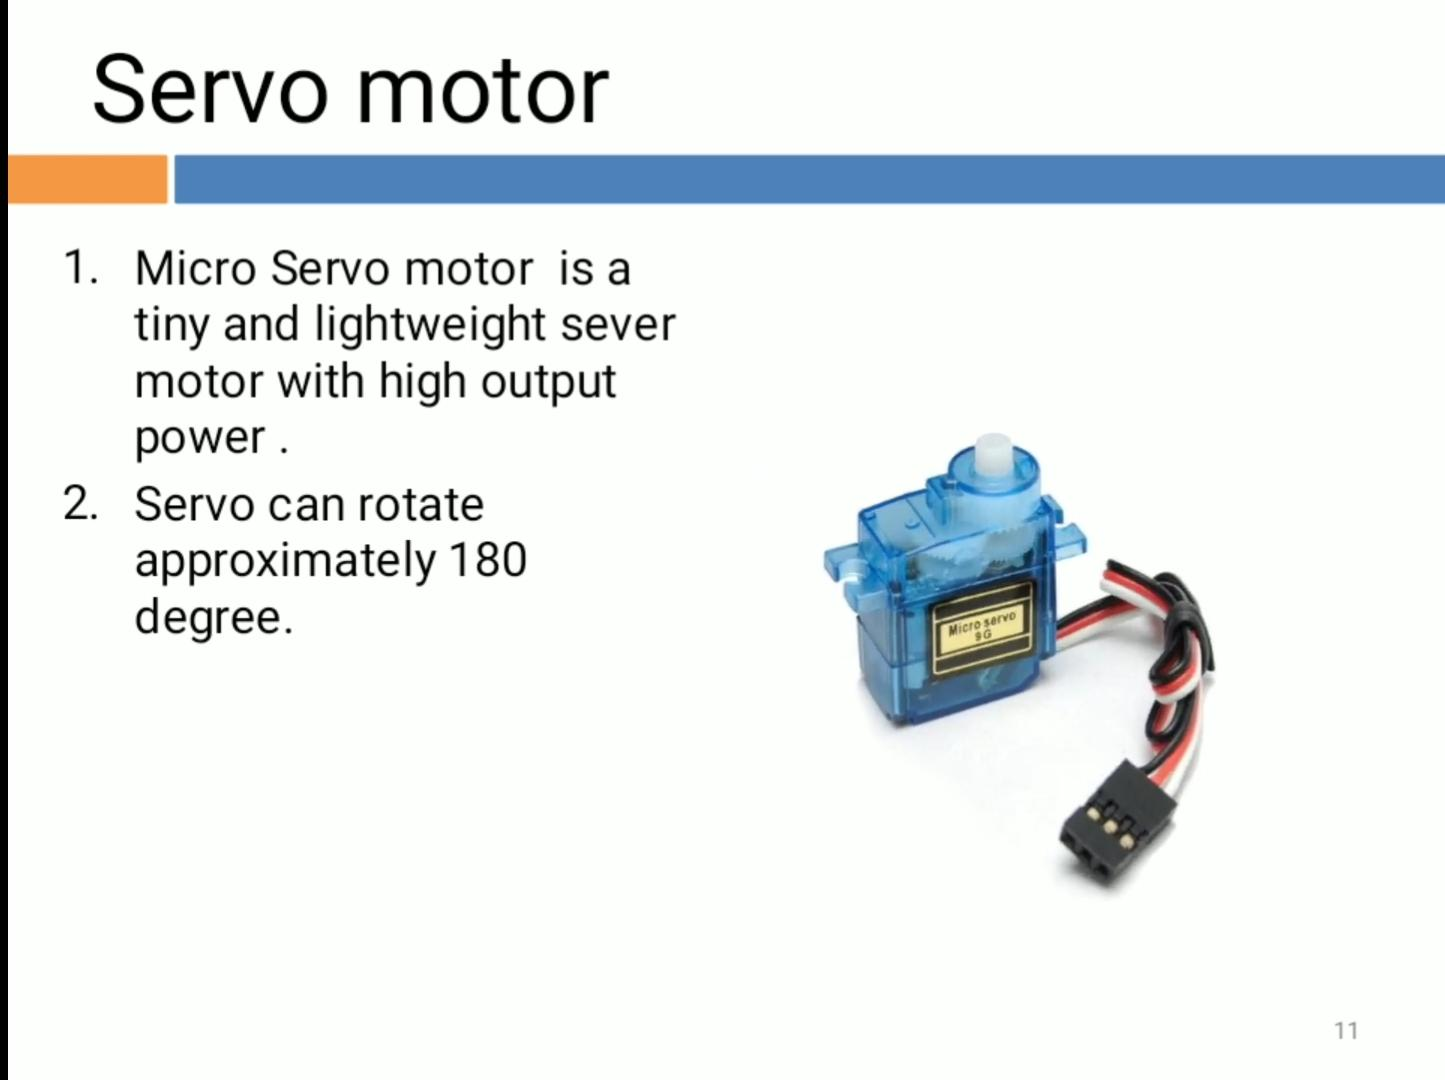 Servo motor
1. Micro Servo motor  is a
tiny and lightweight sever
motor with high output
power .
2. Servo can rotate
approximately 180
degree.
Micro servo
9G
11